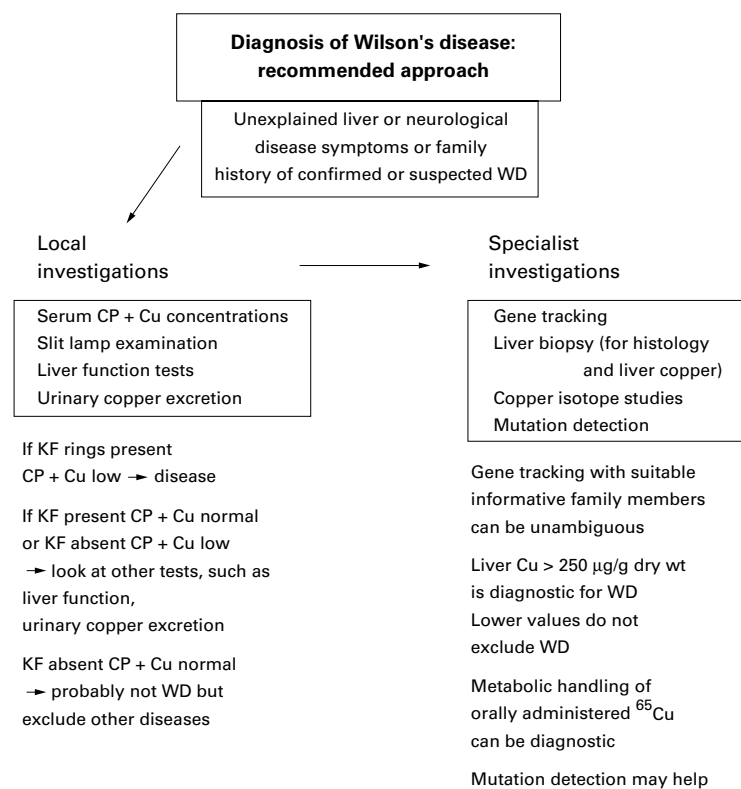 Diagnosis of Wilson's disease:
recommended approach
Unexplained liver or neurological
disease symptoms or family
history of confirmed or suspected WD
Local
investigations
Serum CP + Cu concentrations
Slit lamp examination
Liver function tests
Urinary copper excretion
If KF rings present
CP + Cu low → disease
If KF present CP + Cu normal
or KF absent CP + Cu low
→ look at other tests, such as
liver function,
urinary copper excretion
KF absent CP + Cu normal
→ probably not WD but
exclude other diseases
Specialist
investigations
Gene tracking
Liver biopsy (for histology
and liver copper)
Copper isotope studies
Mutation detection
Gene tracking with suitable
informative family members
can be unambiguous
Liver Cu > 250 µg/g dry wt
is diagnostic for WD
Lower values do not
exclude WD
Metabolic handling of
orally administered ⁶⁵Cu
can be diagnostic
Mutation detection may help